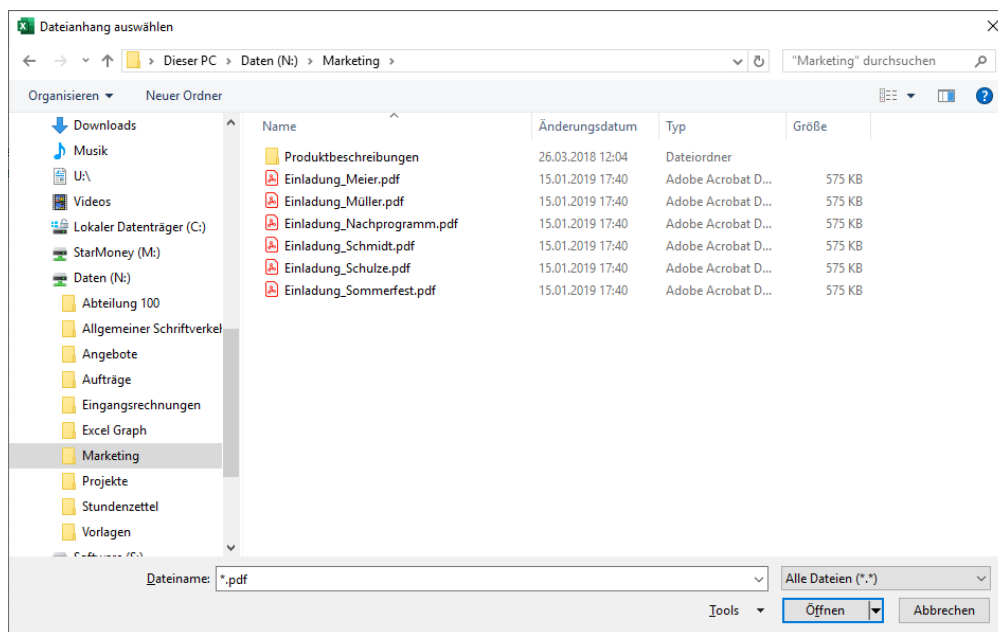 Dateianhang auswählen
Dieser PC > Daten (N:) > Marketing >
"Marketing" durchsuchen
Organisieren
Neuer Ordner
Downloads
Musik
U:\
Videos
Lokaler Datenträger (C:)
StarMoney (M:)
Daten (N:)
Abteilung 100
Allgemeiner Schriftverkeh
Angebote
Aufträge
Eingangsrechnungen
Excel Graph
Marketing
Projekte
Stundenzettel
Vorlagen
Software (S:)
Name Änderungsdatum Typ Größe
Produktbeschreibungen 26.03.2018 12:04 Dateiordner
Einladung_Meier.pdf 15.01.2019 17:40 Adobe Acrobat D... 575 KB
Einladung_Müller.pdf 15.01.2019 17:40 Adobe Acrobat D... 575 KB
Einladung_Nachprogramm.pdf 15.01.2019 17:40 Adobe Acrobat D... 575 KB
Einladung_Schmidt.pdf 15.01.2019 17:40 Adobe Acrobat D... 575 KB
Einladung_Schulze.pdf 15.01.2019 17:40 Adobe Acrobat D... 575 KB
Einladung_Sommerfest.pdf 15.01.2019 17:40 Adobe Acrobat D... 575 KB
Dateiname: *.pdf
Alle Dateien (*.*)
Tools
Öffnen
Abbrechen